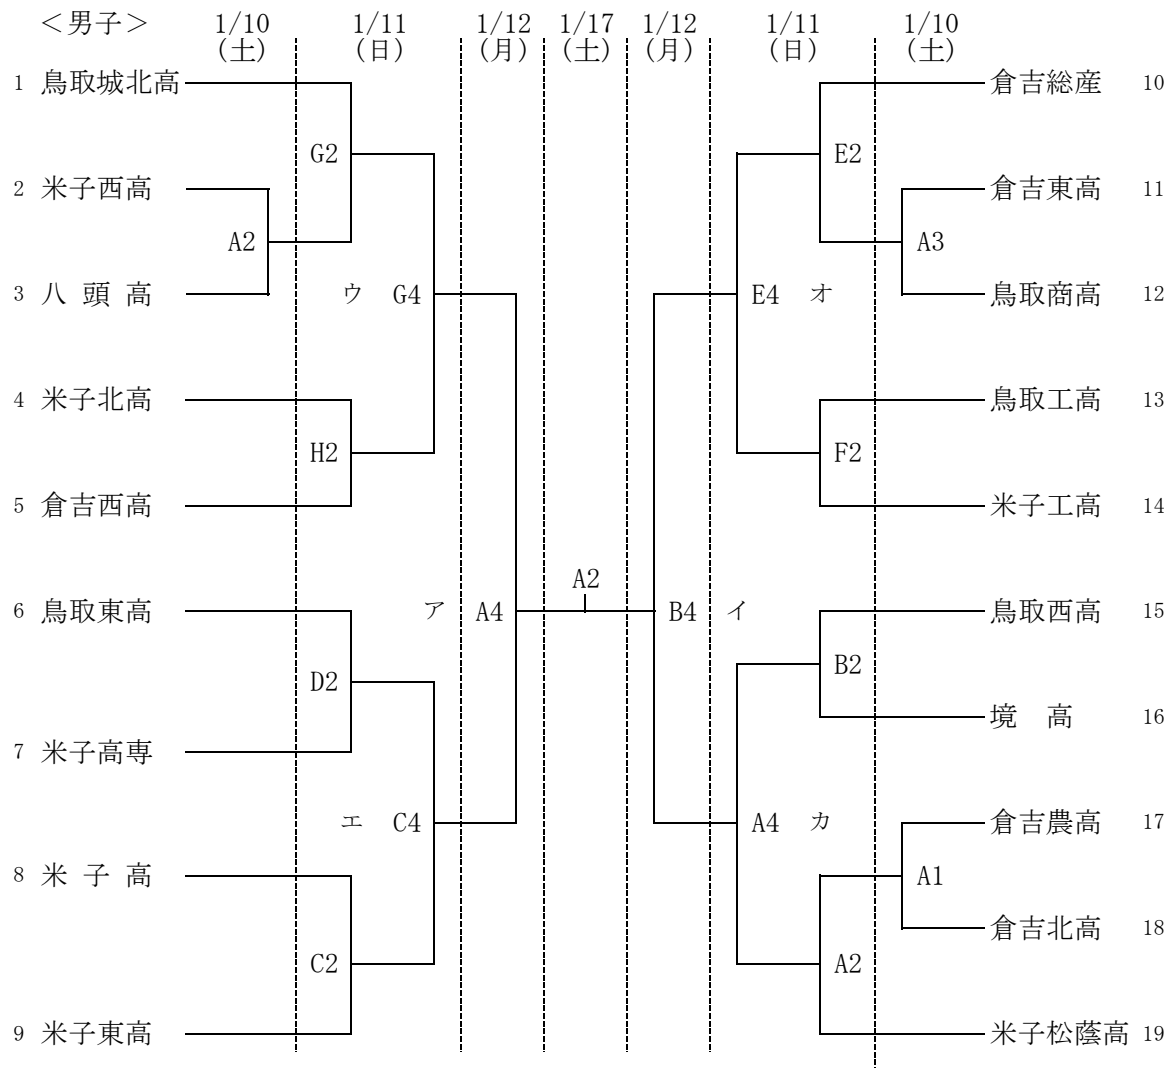 ＜男子＞ 1/10 1/11 1/12 1/17 1/12 1/11 1/10
(土) (日) (月) (土) (月) (日) (土)
1 鳥取城北高 倉吉総産 10
G2 E2
2 米子西高 倉吉東高 11
A2 A3
3 八頭高 ウ G4 E4 オ 鳥取商高 12
4 米子北高 鳥取工高 13
H2 F2
5 倉吉西高 米子工高 14
A2
6 鳥取東高 ア A4 B4 イ 鳥取西高 15
B2
D2
境 高 16
7 米子高専
エ C4 A4 カ 倉吉農高 17
8 米子高 A1
倉吉北高 18
C2 A2
9 米子東高 米子松蔭高 19